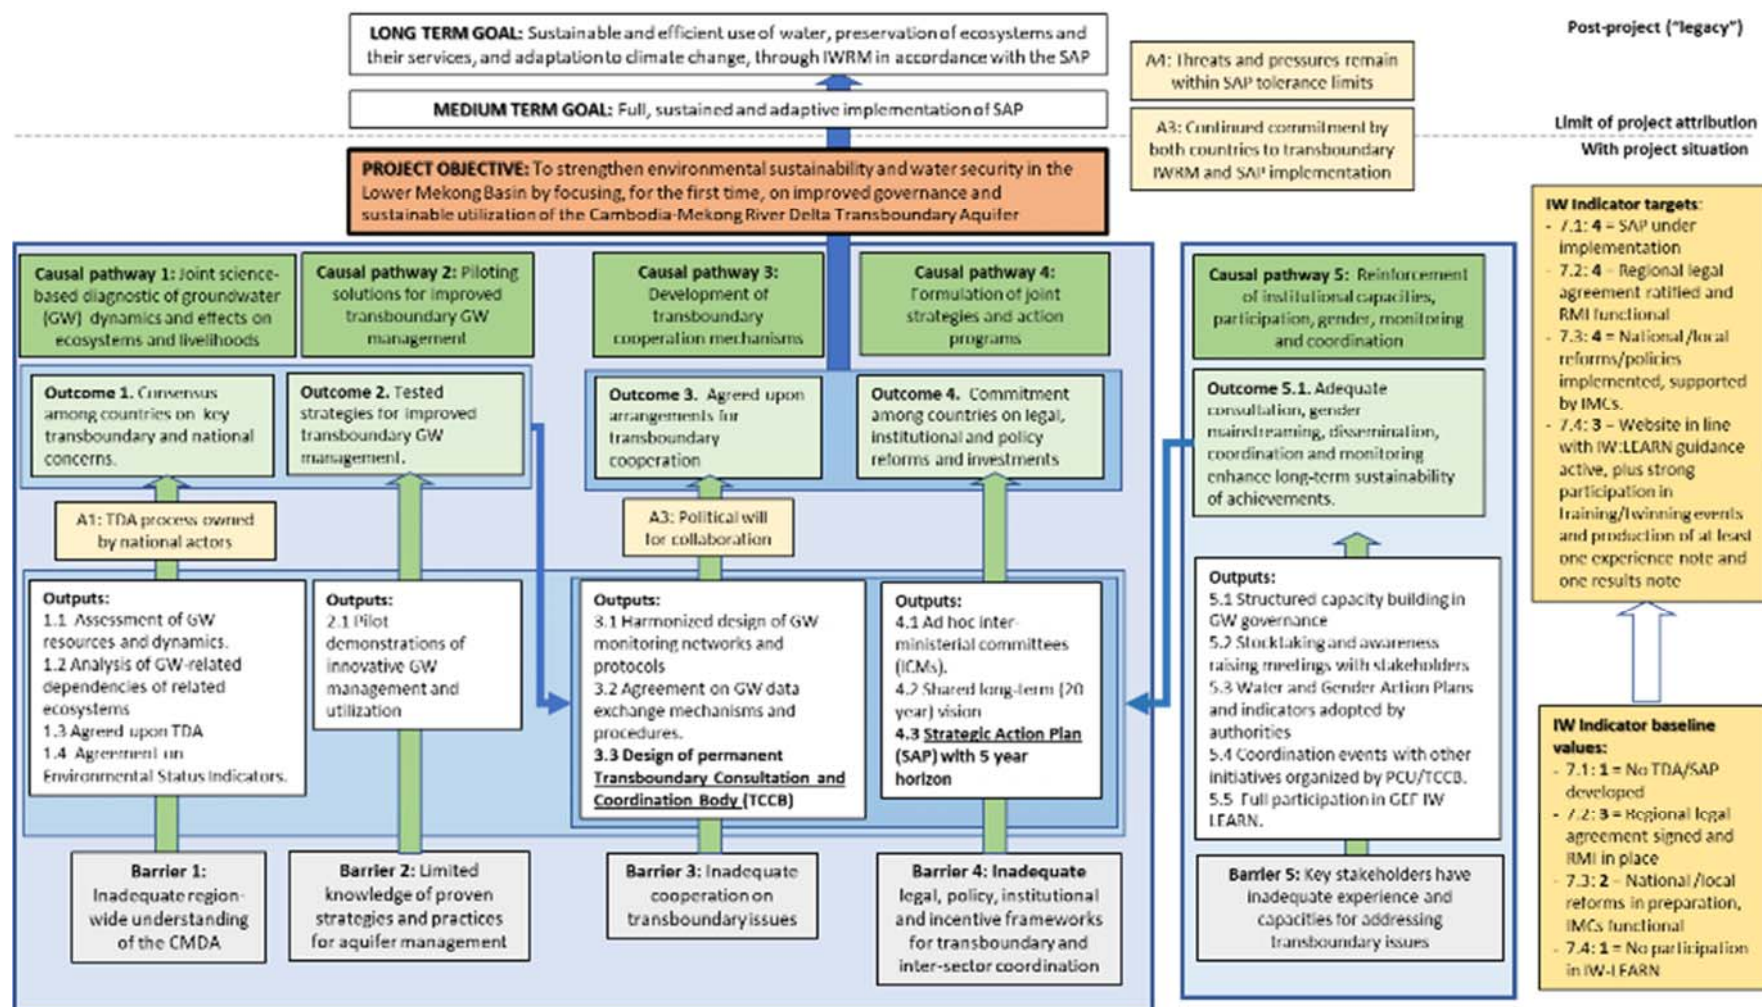 Post-project ("legacy")
LONG TERM GOAL: Sustainable and efficient use of water, preservation of ecosystems and
their services, and adaptation to climate change, through IWRM in accordance with the SAP
A4: Threats and pressures remain
within SAP tolerance limits
MEDIUM TERM GOAL: Full, sustained and adaptive implementation of SAP
Limit of project attribution
With project situation
A3: Continued commitment by
both countries to transboundary
IWRM and SAP implementation
PROJECT OBJECTIVE: To strengthen environmental sustainability and water security in the
Lower Mekong Basin by focusing, for the first time, on improved governance and
sustainable utilization of the Cambodia-Mekong River Delta Transboundary Aquifer
Causal pathway 1: Joint science-
based diagnostic of groundwater
(GW) dynamics and effects on
ecosystems and livelihoods
Causal pathway 2: Piloting
solutions for improved
transboundary GW
management
Causal pathway 3:
Development of
transboundary
cooperation mechanisms
Causal pathway 4:
Formulation of joint
strategies and action
programs
Causal pathway 5: Reinforcement
of institutional capacities,
participation, gender, monitoring
and coordination
Outcome 1. Consensus
among countries on key
transboundary and national
concerns.
Outcome 2. Tested
strategies for improved
transboundary GW
management.
Outcome 3. Agreed upon
arrangements for
transboundary
cooperation
Outcome 4. Commitment
among countries on legal,
institutional and policy
reforms and investments
Outcome 5.1. Adequate
consultation, gender
mainstreaming, dissemination,
coordination and monitoring
enhance long-term sustainability
of achievements.
A1: TDA process owned
by national actors
A3: Political will
for collaboration
Outputs:
1.1 Assessment of GW
resources and dynamics.
1.2 Analysis of GW-related
dependencies of related
ecosystems
1.3 Agreed upon TDA
1.4 Agreement on
Environmental Status Indicators.
Outputs:
2.1 Pilot
demonstrations of
innovative GW
management and
utilization
Outputs:
3.1 Harmonized design of GW
monitoring networks and
protocols
3.2 Agreement on GW data
exchange mechanisms and
procedures.
3.3 Design of permanent
Transboundary Consultation and
Coordination Body (TCCB)
Outputs:
4.1 Ad hoc inter-
ministerial committees
(ICMs).
4.2 Shared long-term (20
year) vision
4.3 Strategic Action Plan
(SAP) with 5 year
horizon
Outputs:
5.1 Structured capacity building in
GW governance
5.2 Stocktaking and awareness
raising meetings with stakeholders
5.3 Water and Gender Action Plans
and indicators adopted by
authorities
5.4 Coordination events with other
initiatives organized by PCU/TCCB.
5.5 Full participation in GEF IW
LEARN.
Barrier 1:
Inadequate region-
wide understanding
of the CMDA
Barrier 2: Limited
knowledge of proven
strategies and practices
for aquifer management
Barrier 3: Inadequate
cooperation on
transboundary issues
Barrier 4: Inadequate
legal, policy, institutional
and incentive frameworks
for transboundary and
inter-sector coordination
Barrier 5: Key stakeholders have
inadequate experience and
capacities for addressing
transboundary issues
IW Indicator targets:
- 7.1: 4 = SAP under
implementation
- 7.2: 4 = Regional legal
agreement ratified and
RMI functional
- 7.3: 4 = National/local
reforms/policies
implemented, supported
by IMCs.
- 7.4: 3 = Website in line
with IW:LEARN guidance
active, plus strong
participation in
training/twinning events
and production of at least
one experience note and
one results note
IW Indicator baseline
values:
- 7.1: 1 = No TDA/SAP
developed
- 7.2: 3 = Regional legal
agreement signed and
RMI in place
- 7.3: 2 = National/local
reforms in preparation,
IMCs functional
- 7.4: 1 = No participation
in IW-LEARN